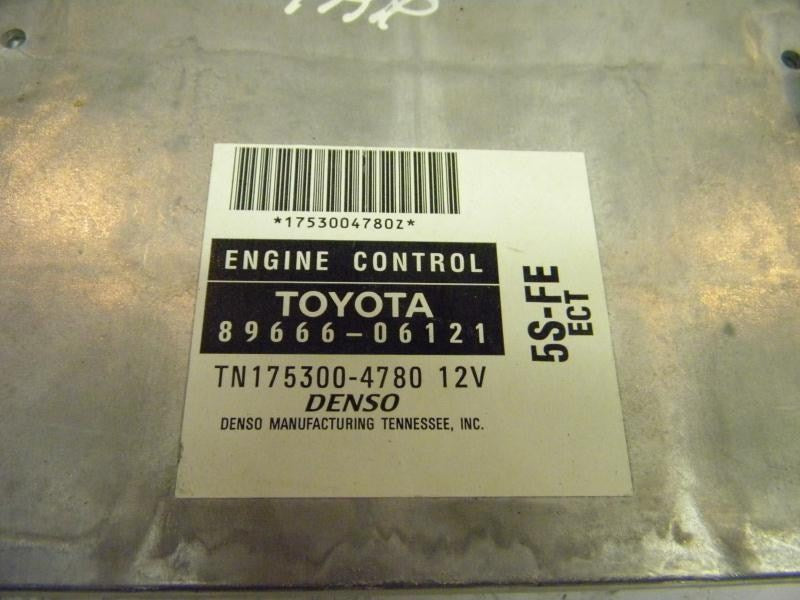 *1753004780Z*
ENGINE CONTROL
TOYOTA
89666-06121
TN175300-4780 12V
DENSO
DENSO MANUFACTURING TENNESSEE, INC.
5S-FE
ECT